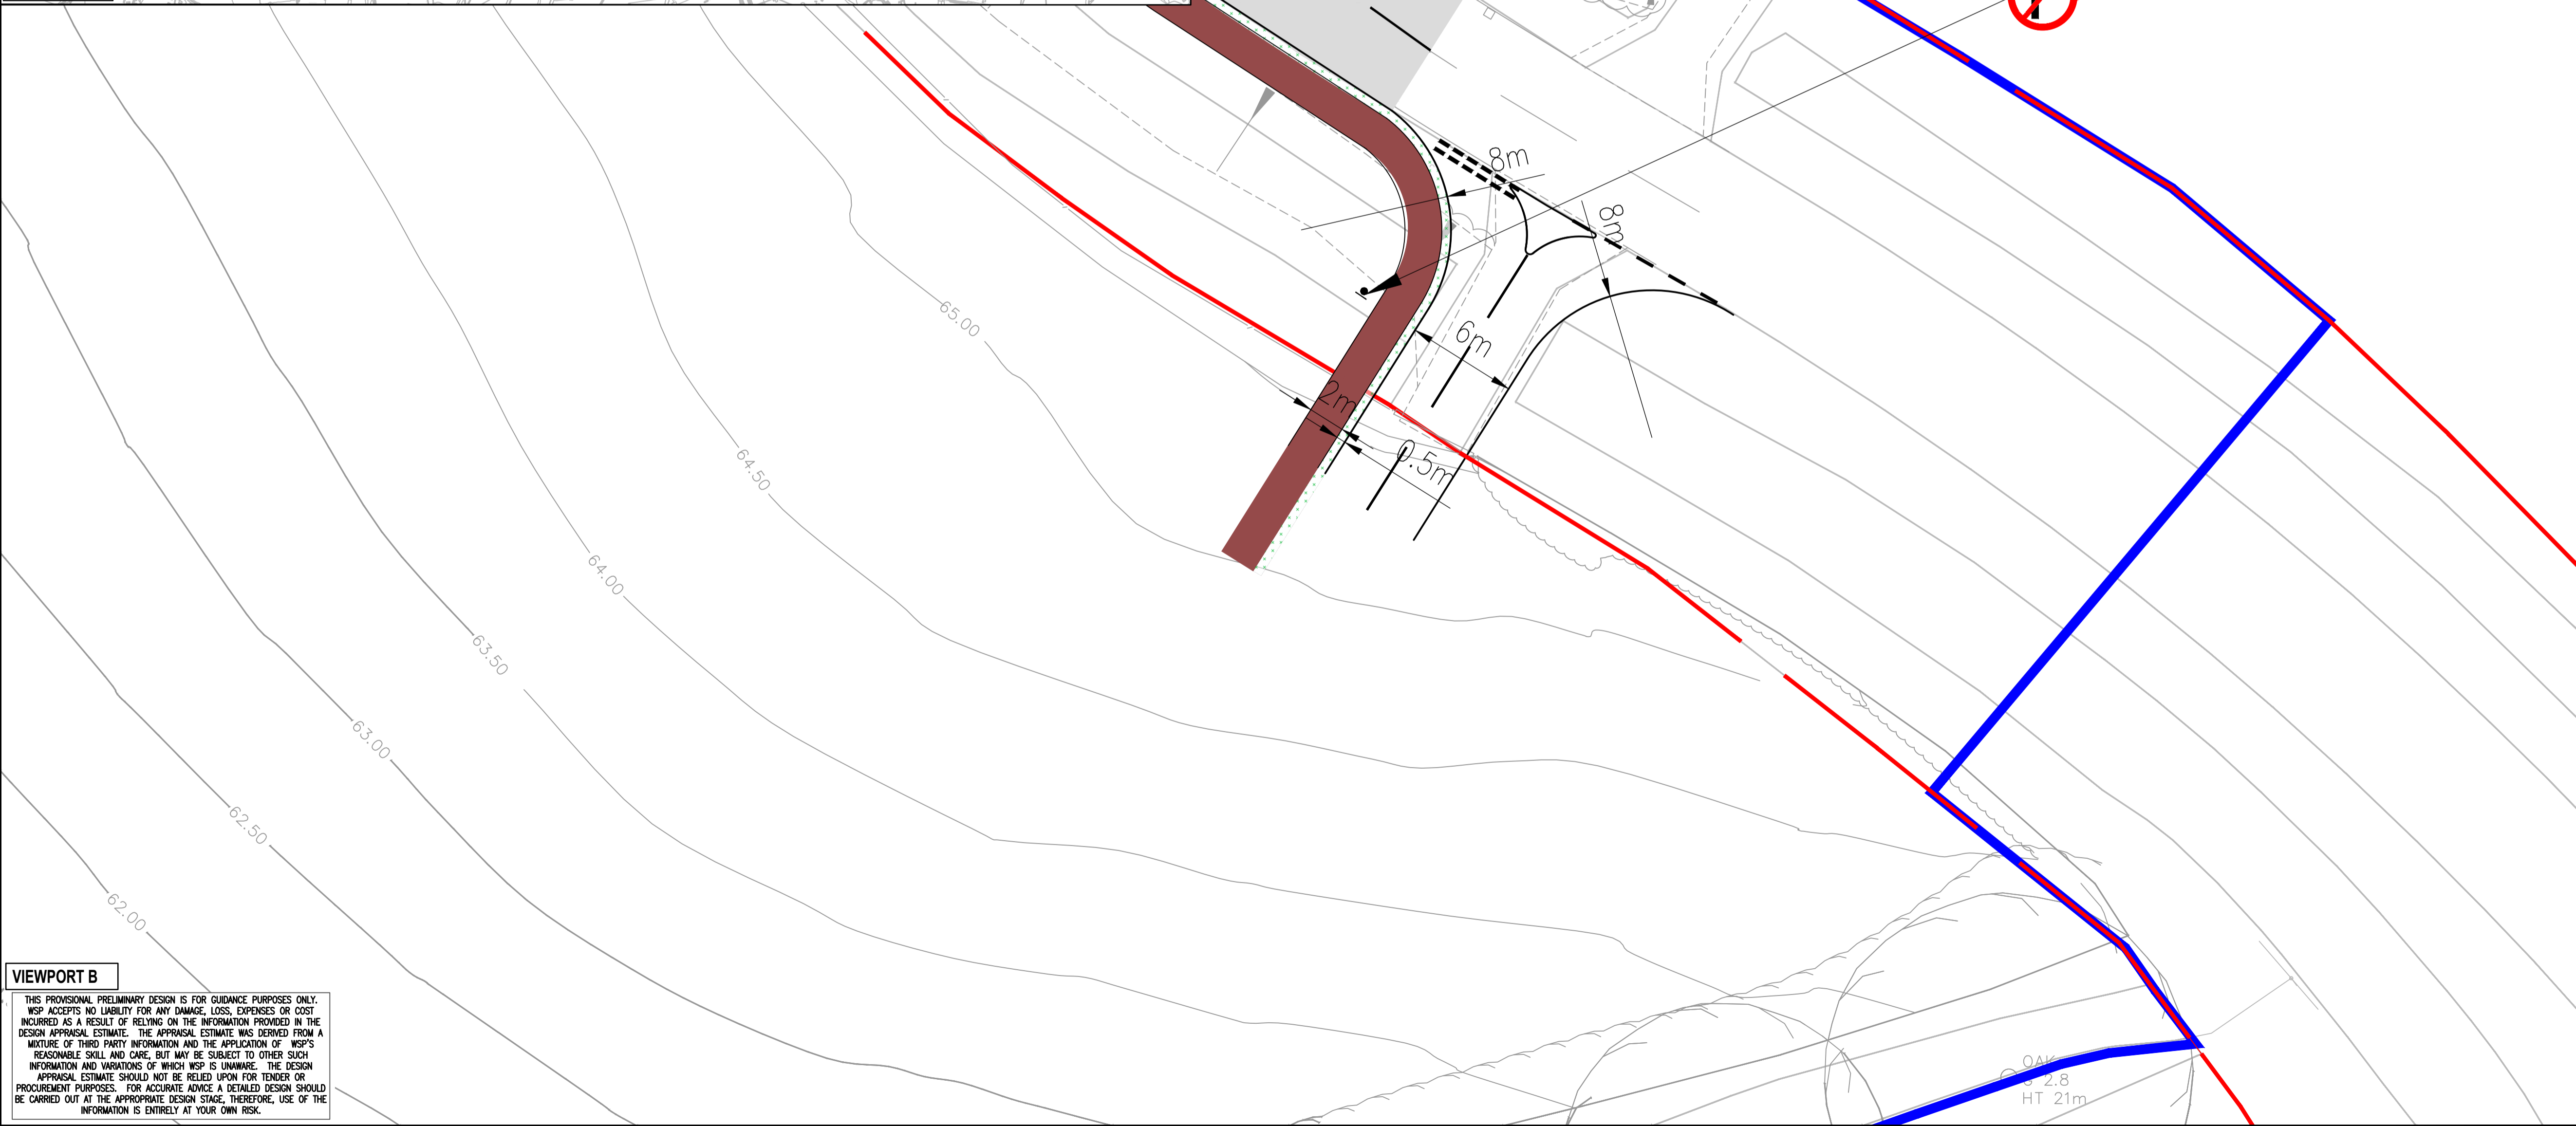 8m
8m
65.00
6m
2m
0.5m
64.50
64.00
63.50
63.00
62.50
62.00
VIEWPORT B
THIS PROVISIONAL PRELIMINARY DESIGN IS FOR GUIDANCE PURPOSES ONLY.
WSP ACCEPTS NO LIABILITY FOR ANY DAMAGE, LOSS, EXPENSES OR COST
INCURRED AS A RESULT OF RELYING ON THE INFORMATION PROVIDED IN THE
DESIGN APPRAISAL ESTIMATE. THE APPRAISAL ESTIMATE WAS DERIVED FROM A
MIXTURE OF THIRD PARTY INFORMATION AND THE APPLICATION OF WSP'S
REASONABLE SKILL AND CARE, BUT MAY BE SUBJECT TO OTHER SUCH
INFORMATION AND VARIATIONS OF WHICH WSP IS UNAWARE. THE DESIGN
APPRAISAL ESTIMATE SHOULD NOT BE RELIED UPON FOR TENDER OR
PROCUREMENT PURPOSES. FOR ACCURATE ADVICE A DETAILED DESIGN SHOULD
BE CARRIED OUT AT THE APPROPRIATE DESIGN STAGE, THEREFORE, USE OF THE
INFORMATION IS ENTIRELY AT YOUR OWN RISK.
OAK
2.8
HT 21m